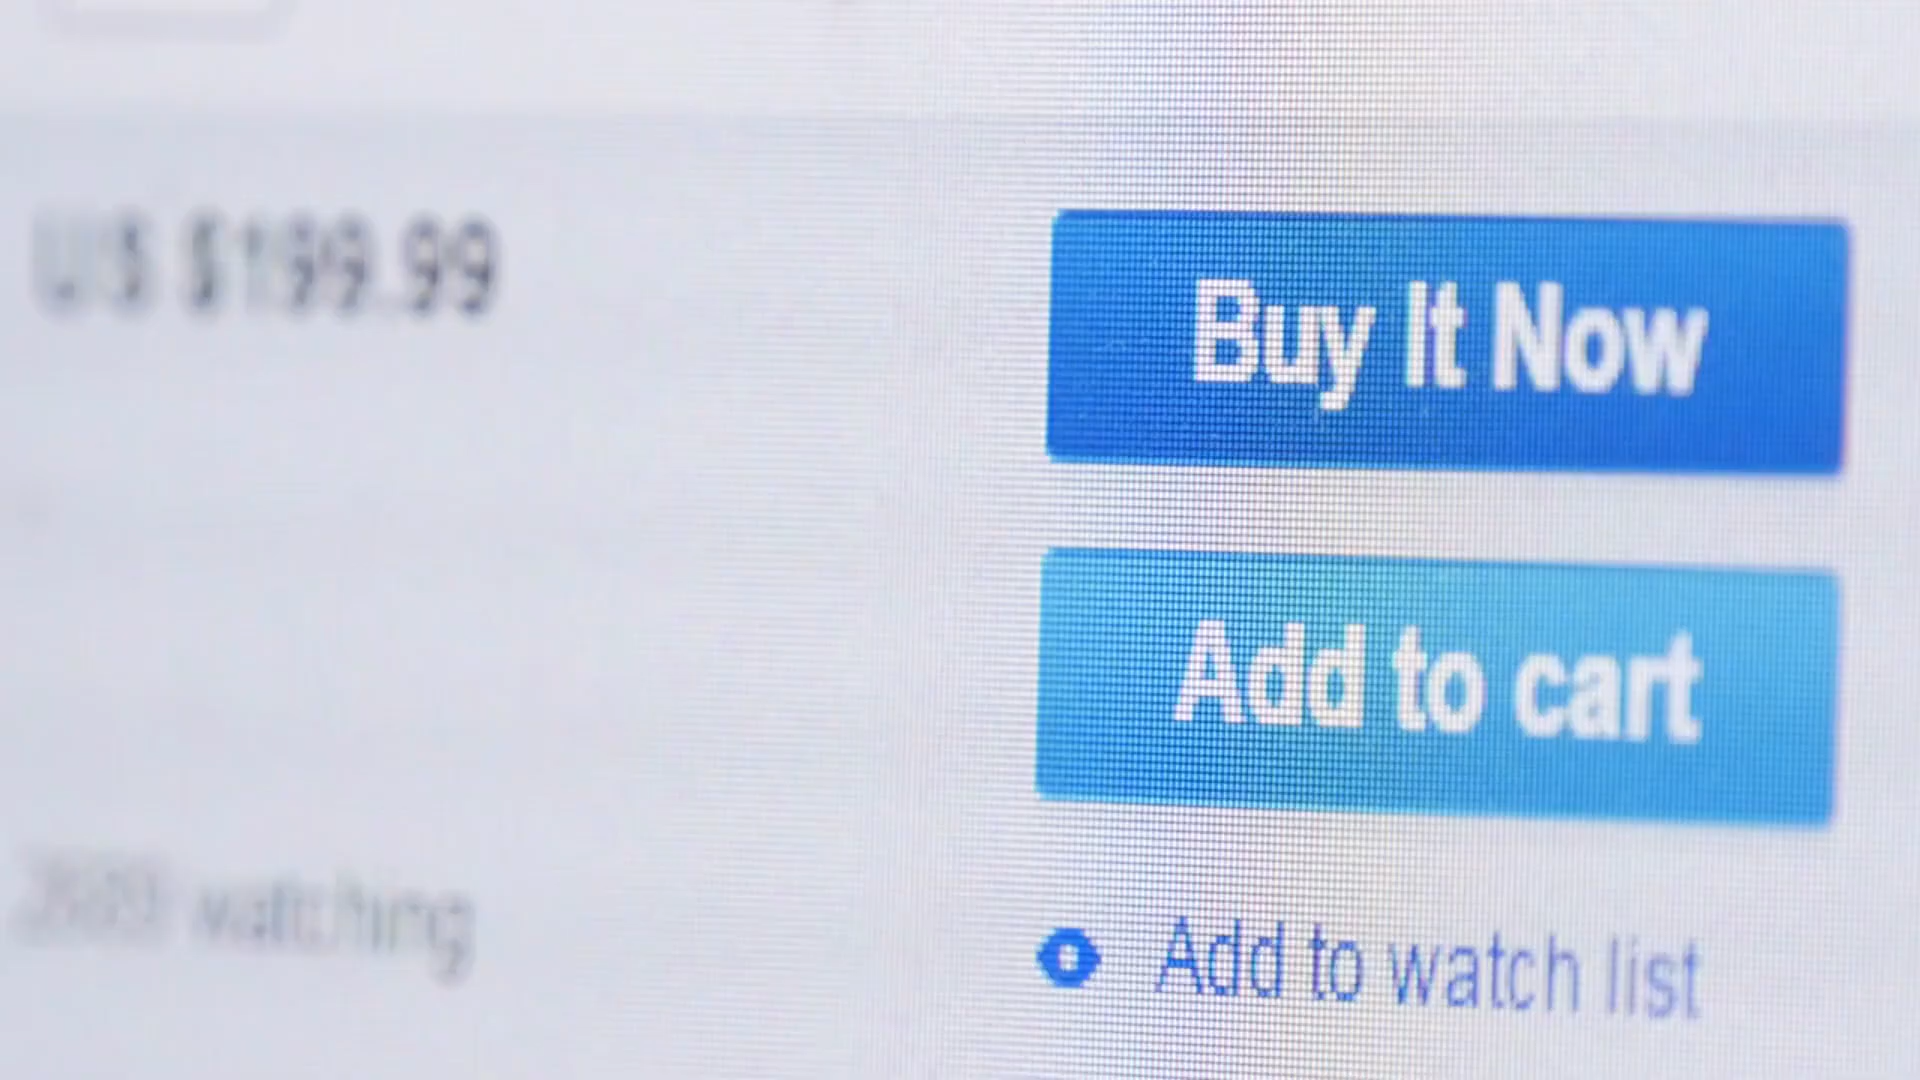 US $199.99
Buy It Now
Add to cart
watching
Add to watch list